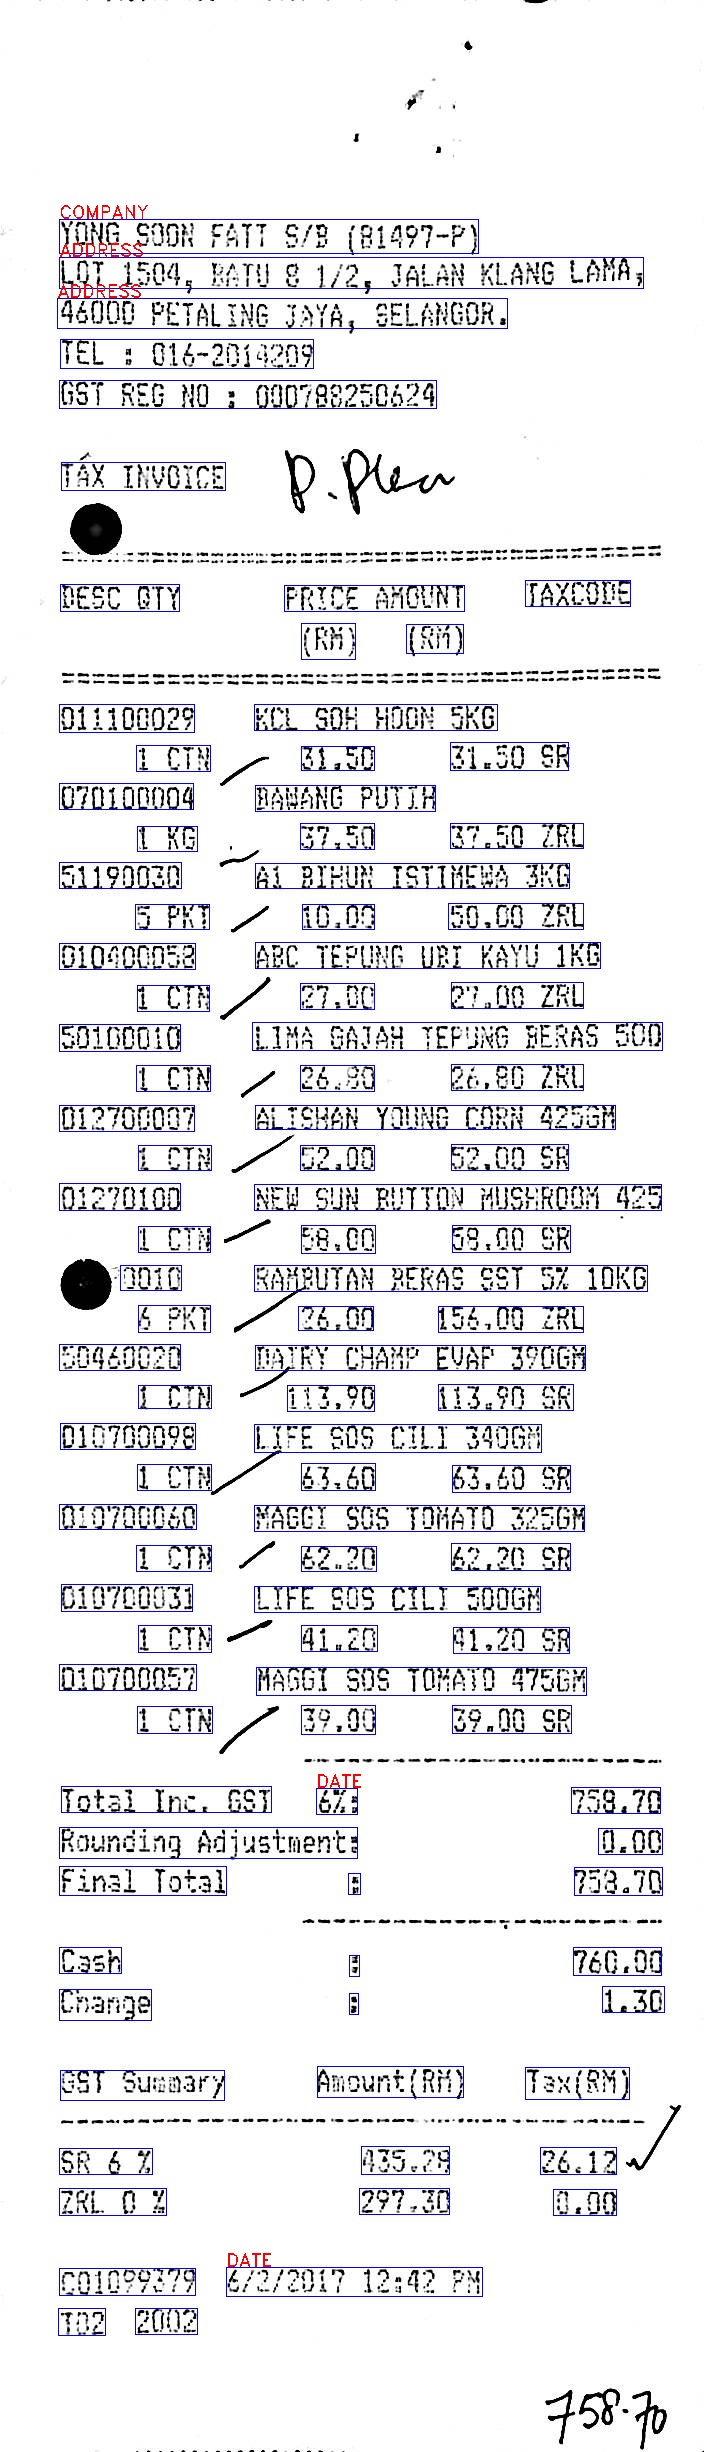 COMPANY
YONG SOON FATT S/B (81497-P)
ADDRESS
LOT 1504, BATU 8 1/2, JALAN KLANG LAMA,
ADDRESS
46000 PETALING JAYA, SELANGOR.
TEL : 016-2014209
GST REG NO : 000788250624
TAX INVOICE
DESC QTY PRICE AMOUNT TAXCODE
(RM) (RM)
011100029 KCL SOH HOON 5KG
1 CTN 31.50 31.50 SR
070100004 BAWANG PUTIH
1 KG 37.50 37.50 ZRL
51190030 A1 BIHUN ISTIMEWA 3KG
5 PKT 10.00 50.00 ZRL
010400058 ABC TEPUNG UBI KAYU 1KG
1 CTN 27.00 27.00 ZRL
50100010 LIMA GAJAH TEPUNG BERAS 500
1 CTN 26.80 26.80 ZRL
012700007 ALISHAN YOUNG CORN 425GM
1 CTN 52.00 52.00 SR
01270100 NEW SUN BUTTON MUSHROOM 425
1 CTN 58.00 58.00 SR
0010 RAMBUTAN BERAS SST 5% 10KG
6 PKT 26.00 156.00 ZRL
50460020 DAIRY CHAMP EVAP 390GM
1 CTN 113.90 113.90 SR
010700098 LIFE SOS CILI 340GM
1 CTN 63.60 63.60 SR
010700060 MAGGI SOS TOMATO 325GM
1 CTN 62.20 62.20 SR
010700031 LIFE SOS CILI 500GM
1 CTN 41.20 41.20 SR
010700057 MAGGI SOS TOMATO 475GM
1 CTN 39.00 39.00 SR
DATE
Total Inc. GST 6%: 758.70
Rounding Adjustment: 0.00
Final Total : 758.70
Cash : 760.00
Change : 1.30
GST Summary Amount(RM) Tax(RM)
SR 6 % 435.28 26.12
ZRL 0 % 297.30 0.00
DATE
C01099379 6/2/2017 12:42 PM
T02 2002
758.70